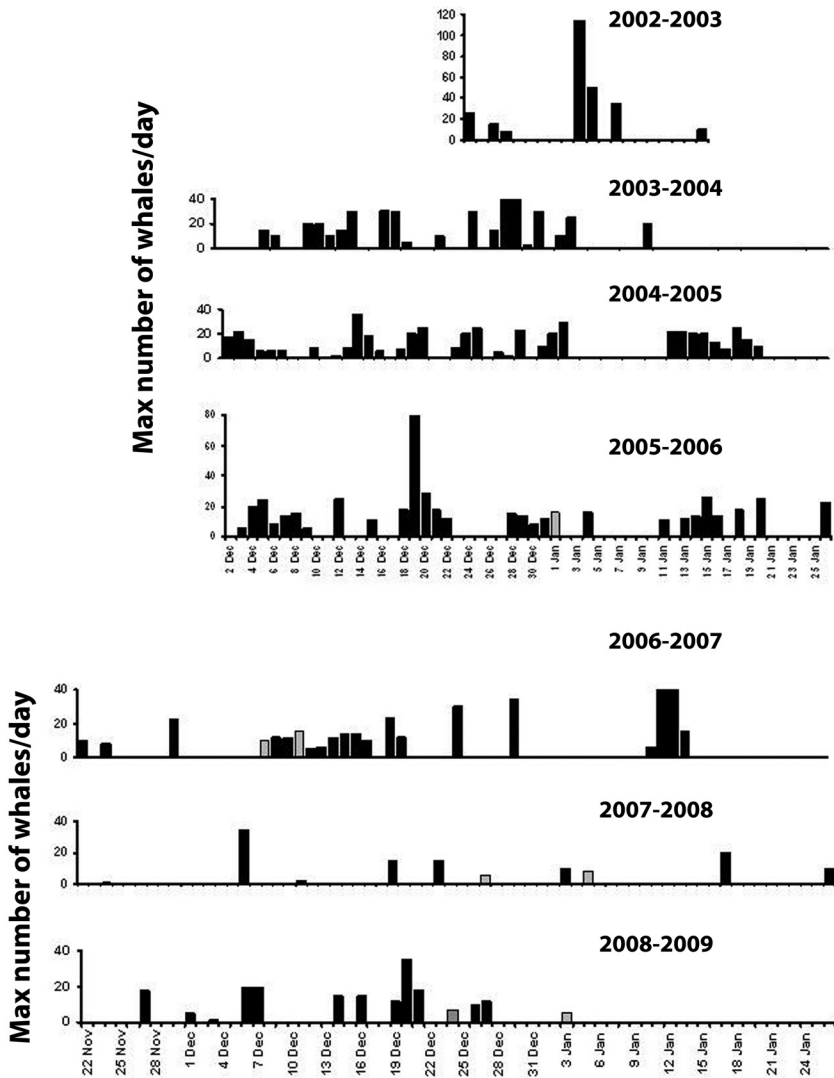 2002-2003
120
100
80
60
40
20
0
Max number of whales/day
2003-2004
40
20
0
2004-2005
40
20
0
2005-2006
80
60
40
20
0
2 Dec
4 Dec
6 Dec
8 Dec
10 Dec
12 Dec
14 Dec
16 Dec
18 Dec
20 Dec
22 Dec
24 Dec
26 Dec
28 Dec
30 Dec
1 Jan
3 Jan
5 Jan
7 Jan
9 Jan
11 Jan
13 Jan
15 Jan
17 Jan
19 Jan
21 Jan
23 Jan
25 Jan
2006-2007
Max number of whales/day
40
20
0
2007-2008
40
20
0
2008-2009
40
20
0
22 Nov
25 Nov
28 Nov
1 Dec
4 Dec
7 Dec
10 Dec
13 Dec
16 Dec
19 Dec
22 Dec
25 Dec
28 Dec
31 Dec
3 Jan
6 Jan
9 Jan
12 Jan
15 Jan
18 Jan
21 Jan
24 Jan